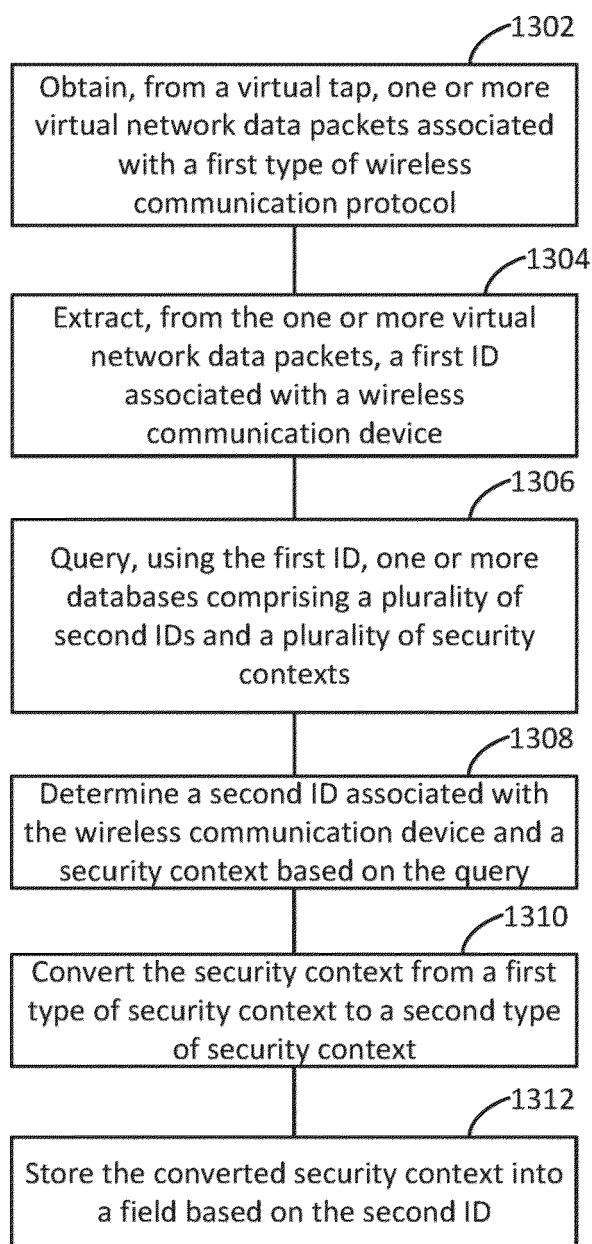 1302
Obtain, from a virtual tap, one or more
virtual network data packets associated
with a first type of wireless
communication protocol
1304
Extract, from the one or more virtual
network data packets, a first ID
associated with a wireless
communication device
1306
Query, using the first ID, one or more
databases comprising a plurality of
second IDs and a plurality of security
contexts
1308
Determine a second ID associated with
the wireless communication device and a
security context based on the query
1310
Convert the security context from a first
type of security context to a second type
of security context
1312
Store the converted security context into
a field based on the second ID